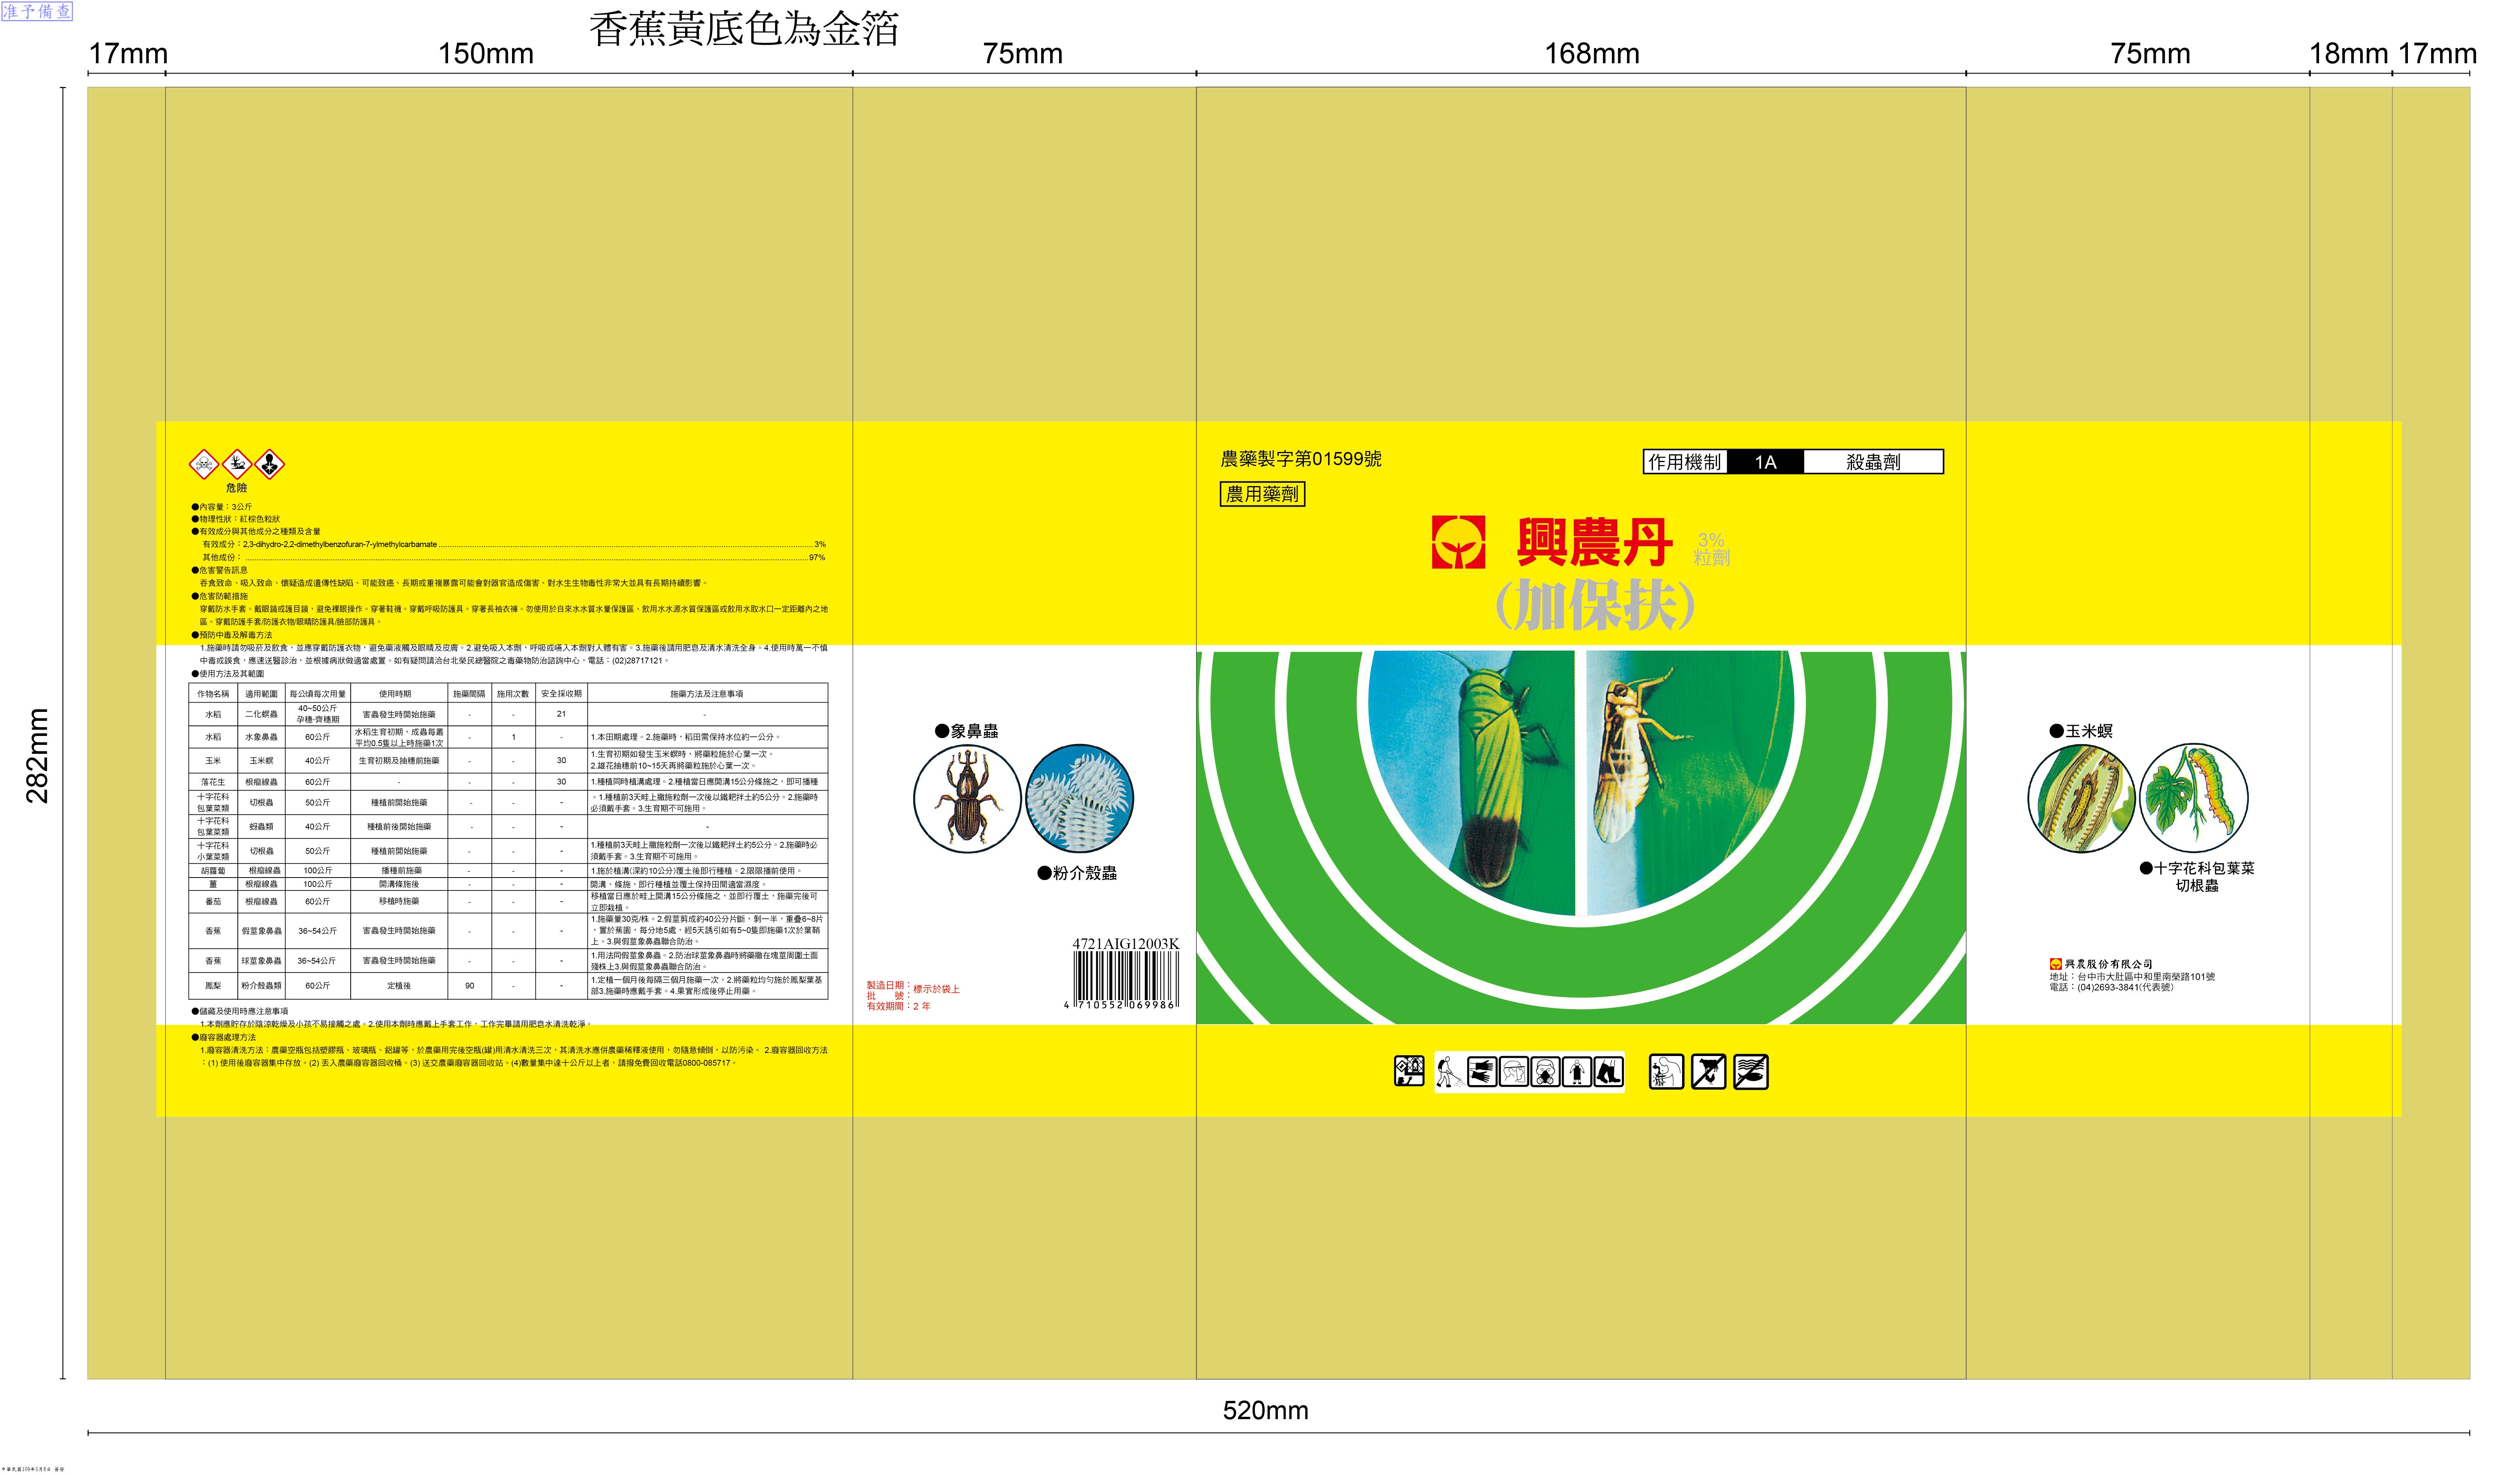 准予備查
香蕉黃底色為金箔
17mm
150mm
75mm
168mm
75mm
18mm
17mm
282mm
危險
●內容量：3公斤
●物理性狀：紅棕色粒狀
●有效成分與其他成分之種類及含量
有效成分：2,3-dihydro-2,2-dimethylbenzofuran-7-ylmethylcarbamate 3%
其他成份： 97%
●危害警告訊息
吞食致命、吸入致命、懷疑造成遺傳性缺陷、可能致癌、長期或重複暴露可能會對器官造成傷害、對水生生物毒性非常大並具有長期持續影響。
●危害防範措施
穿戴防水手套。戴眼鏡或護目鏡，避免裸眼操作。穿著鞋襪。穿戴呼吸防護具。穿著長袖衣褲。勿使用於自來水水質水量保護區、飲用水水源水質保護區或飲用水取水口一定距離內之地
區。穿戴防護手套/防護衣物/眼睛防護具/臉部防護具。
●預防中毒及解毒方法
1.施藥時請勿吸菸及飲食，並應穿戴防護衣物，避免藥液觸及眼睛及皮膚。2.避免吸入本劑，呼吸或嚥入本劑對人體有害。3.施藥後請用肥皂及清水清洗全身。4.使用時萬一不慎
中毒或誤食，應速送醫診治，並根據病狀做適當處置。如有疑問請洽台北榮民總醫院之毒藥物防治諮詢中心，電話：(02)28717121。
●使用方法及其範圍
作物名稱 適用範圍 每公頃每次用量 使用時期 施藥間隔 施用次數 安全採收期 施藥方法及注意事項
水稻 二化螟蟲 40~50公斤 孕穗-齊穗期 害蟲發生時開始施藥 - - 21 -
水稻 水象鼻蟲 60公斤 水稻生育初期，成蟲每叢平均0.5隻以上時施藥1次 - 1 - 1.本田期處理。2.施藥時，稻田需保持水位約一公分。
玉米 玉米螟 40公斤 生育初期及抽穗前施藥 - - 30 1.生育初期如發生玉米螟時，將藥粒施於心葉一次。
2.雄花抽穗前10~15天再將藥粒施於心葉一次。
落花生 根瘤線蟲 60公斤 - - - 30 1.種植同時植溝處理。2.種植當日應開溝15公分條施之，即可播種
。1.種植前3天畦上撒施粒劑一次後以鐵耙拌土約5公分。2.施藥時
十字花科包葉菜類 切根蟲 50公斤 種植前開始施藥 - - - 必須戴手套。3.生育期不可施用。
十字花科包葉菜類 蚜蟲類 40公斤 種植前後開始施藥 - - - -
十字花科小葉菜類 切根蟲 50公斤 種植前開始施藥 - - - 1.種植前3天畦上撒施粒劑一次後以鐵耙拌土約5公分。2.施藥時必
須戴手套。3.生育期不可施用。
胡蘿蔔 根瘤線蟲 100公斤 播種前施藥 - - - 1.施於植溝(深約10公分)覆土後即行種植。2.限限播前使用。
薑 根瘤線蟲 100公斤 開溝條施後 - - - 開溝、條施，即行種植並覆土保持田間適當濕度。
番茄 根瘤線蟲 60公斤 移植時施藥 - - - 移植當日應於畦上開溝15公分條施之，並即行覆土，施藥完後可
立即栽植。
香蕉 假莖象鼻蟲 36~54公斤 害蟲發生時開始施藥 - - - 1.施藥量30克/株。2.假莖剪成約40公分片斷，剝一半，重疊6~8片
，置於蕉園，每分地5處，經5天誘引如有5~0隻即施藥1次於葉鞘
上。3.與假莖象鼻蟲聯合防治。
香蕉 球莖象鼻蟲 36~54公斤 害蟲發生時開始施藥 - - - 1.用法同假莖象鼻蟲。2.防治球莖象鼻蟲時將藥撒在塊莖周圍土面
殘株上3.與假莖象鼻蟲聯合防治。
鳳梨 粉介殼蟲類 60公斤 定植後 90 - - 1.定植一個月後每隔三個月施藥一次。2.將藥粒均勻施於鳳梨葉基
部3.施藥時應戴手套。4.果實形成後停止用藥。
●儲藏及使用時應注意事項
1.本劑應貯存於陰涼乾燥及小孩不易接觸之處。2.使用本劑時應戴上手套工作，工作完畢請用肥皂水清洗乾淨。
●廢容器處理方法
1.廢容器清洗方法：農藥空瓶包括塑膠瓶、玻璃瓶、鋁罐等，於農藥用完後空瓶(罐)用清水清洗三次，其清洗水應併農藥稀釋液使用，勿隨意傾倒，以防污染。 2.廢容器回收方法
：(1) 使用後廢容器集中存放。(2) 丟入農藥廢容器回收桶。(3) 送交農藥廢容器回收站。(4)數量集中達十公斤以上者，請撥免費回收電話0800-085717。
●象鼻蟲
●粉介殼蟲
4721AIG12003K
4 710552 069986
製造日期：標示於袋上
批 號：
有效期間：2 年
農藥製字第01599號
農用藥劑
作用機制 1A 殺蟲劑
興農丹
3%
粒劑
(加保扶)
●玉米螟
●十字花科包葉菜
切根蟲
興農股份有限公司
地址：台中市大肚區中和里南榮路101號
電話：(04)2693-3841(代表號)
520mm